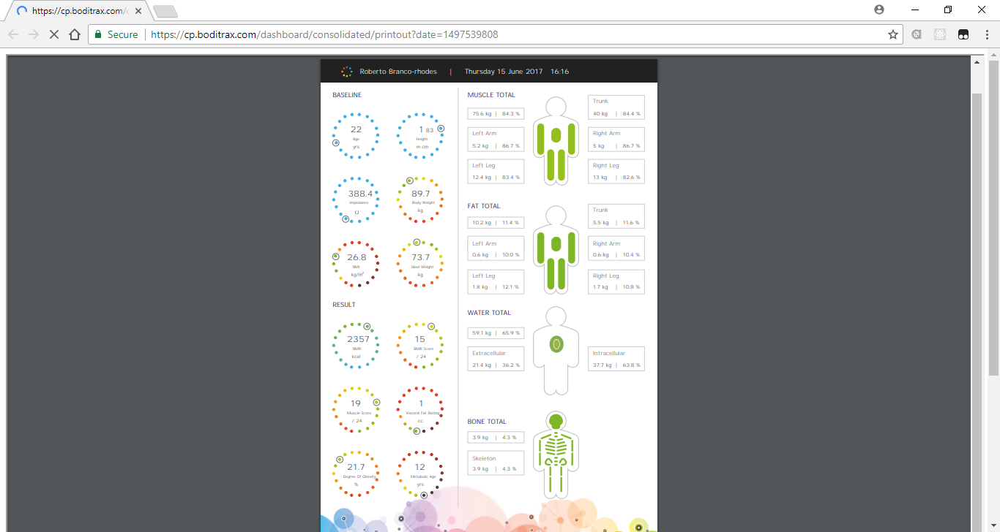 https://cp.boditrax.com/d
Secure
https://cp.boditrax.com/dashboard/consolidated/printout?date=1497539808
Roberto Branco-rhodes | Thursday 15 June 2017 16:16
BASELINE
22
Age
yrs
1 83
Height
m cm
388.4
Impedance
Ω
89.7
Body Weight
kg
26.8
BMI
kg/m²
73.7
Ideal Weight
kg
RESULT
2357
BMR
kcal
15
BMR Score
/ 24
19
Muscle Score
/ 24
1
Visceral Fat Rating
cc
21.7
Degree Of Obesity
%
12
Metabolic Age
yrs
MUSCLE TOTAL
75.6 kg | 84.3 %
Left Arm
5.2 kg | 86.7 %
Left Leg
12.4 kg | 83.4 %
Trunk
40 kg | 84.4 %
Right Arm
5 kg | 86.7 %
Right Leg
13 kg | 82.6 %
FAT TOTAL
10.2 kg | 11.4 %
Left Arm
0.6 kg | 10.0 %
Left Leg
1.8 kg | 12.1 %
Trunk
5.5 kg | 11.6 %
Right Arm
0.6 kg | 10.4 %
Right Leg
1.7 kg | 10.8 %
WATER TOTAL
59.1 kg | 65.9 %
Extracellular
21.4 kg | 36.2 %
Intracellular
37.7 kg | 63.8 %
BONE TOTAL
3.9 kg | 4.3 %
Skeleton
3.9 kg | 4.3 %